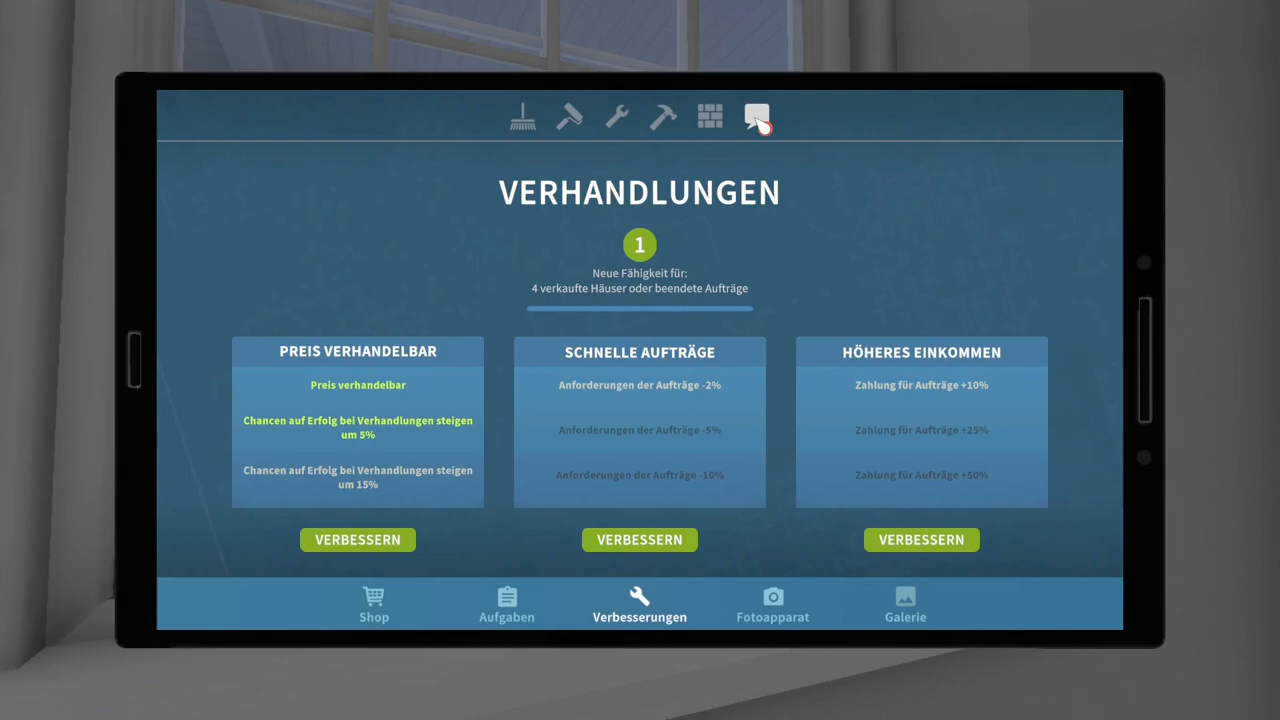 VERHANDLUNGEN
1
Neue Fähigkeit für:
4 verkaufte Häuser oder beendete Aufträge
PREIS VERHANDELBAR
Preis verhandelbar
Chancen auf Erfolg bei Verhandlungen steigen
um 5%
Chancen auf Erfolg bei Verhandlungen steigen
um 15%
VERBESSERN
SCHNELLE AUFTRÄGE
Anforderungen der Aufträge -2%
Anforderungen der Aufträge -5%
Anforderungen der Aufträge -10%
VERBESSERN
HÖHERES EINKOMMEN
Zahlung für Aufträge +10%
Zahlung für Aufträge +25%
Zahlung für Aufträge +50%
VERBESSERN
Shop
Aufgaben
Verbesserungen
Fotoapparat
Galerie